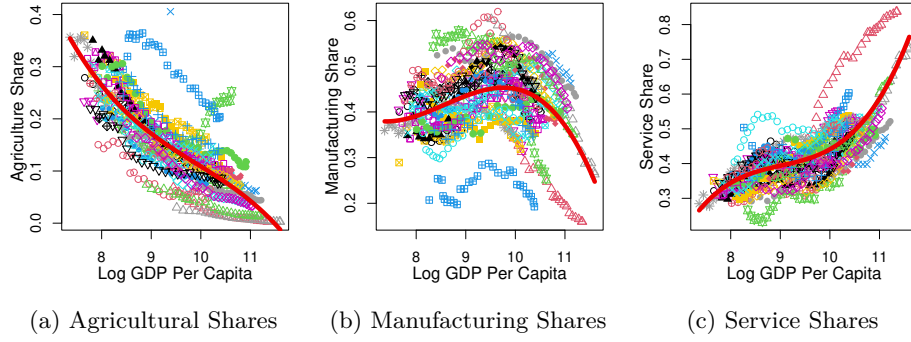 Agriculture Share
0.0 0.1 0.2 0.3 0.4
8 9 10 11
Log GDP Per Capita
Manufacturing Share
0.2 0.3 0.4 0.5 0.6
8 9 10 11
Log GDP Per Capita
Service Share
0.3 0.4 0.5 0.6 0.7 0.8
8 9 10 11
Log GDP Per Capita
(a) Agricultural Shares
(b) Manufacturing Shares
(c) Service Shares